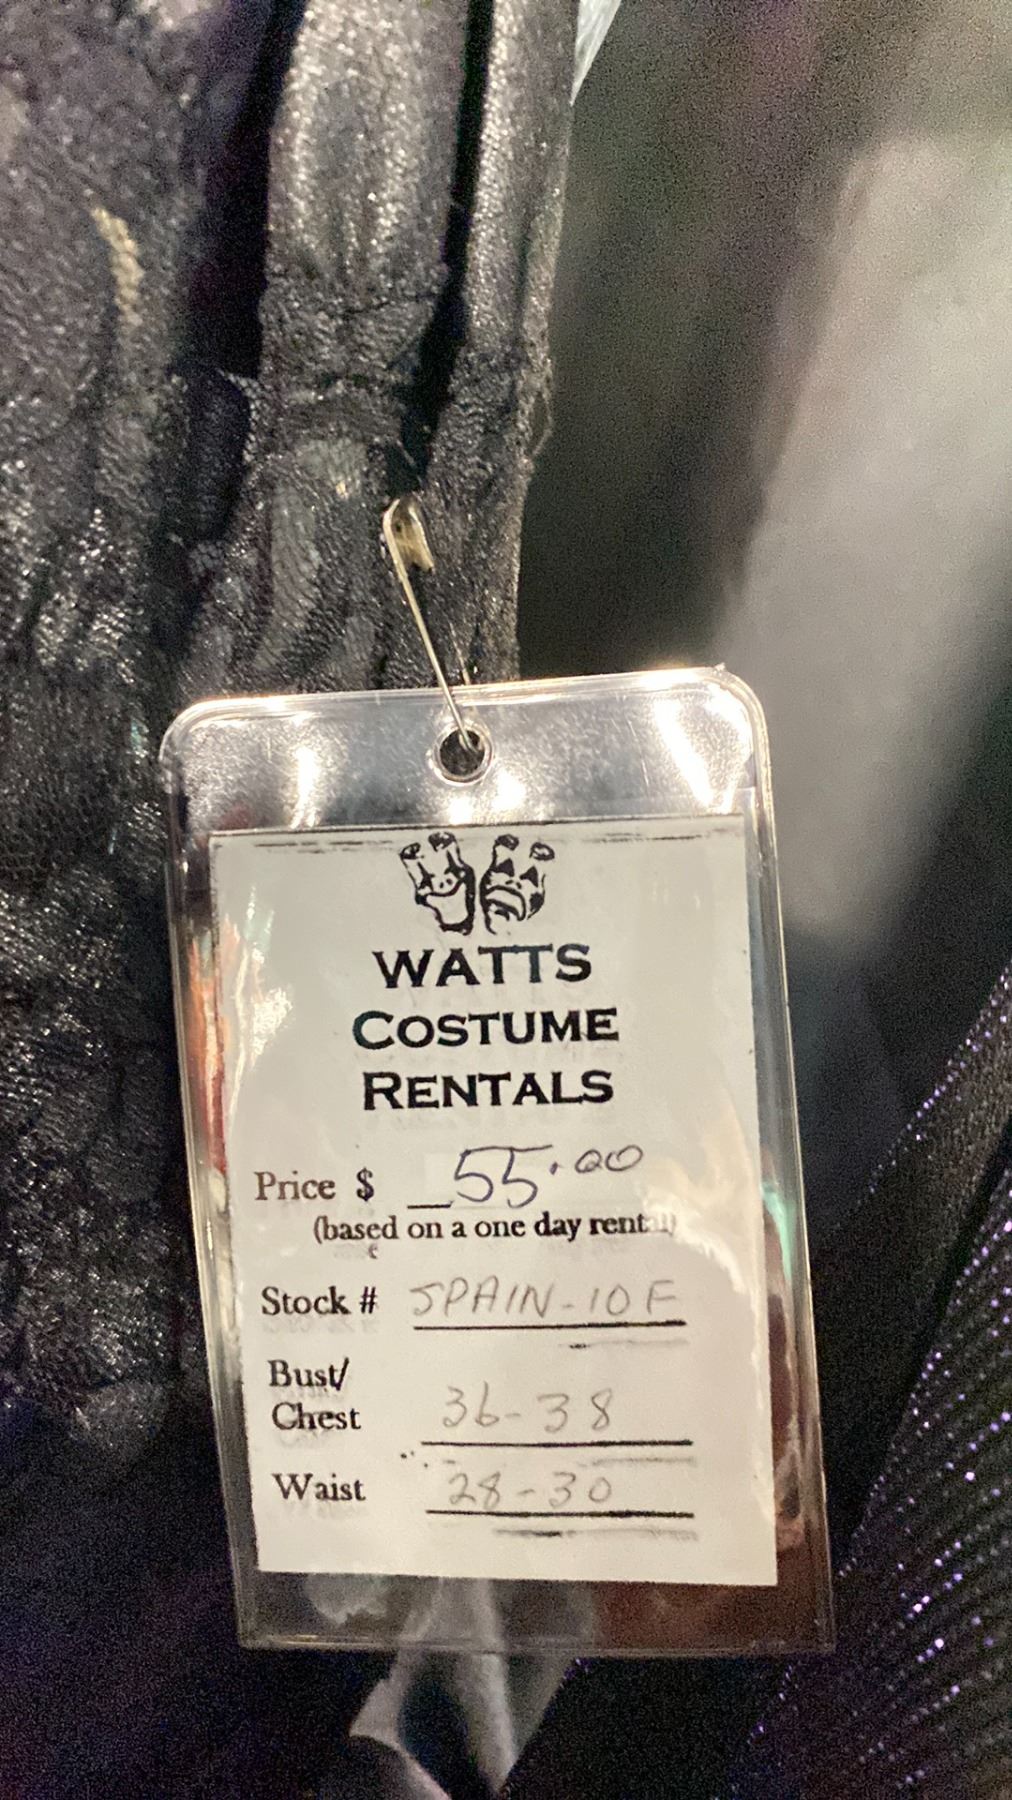 WATTS
COSTUME
RENTALS
Price $ 55.00
(based on a one day rental)
Stock # SPAIN-10F
Bust/
Chest 36-38
Waist 28-30